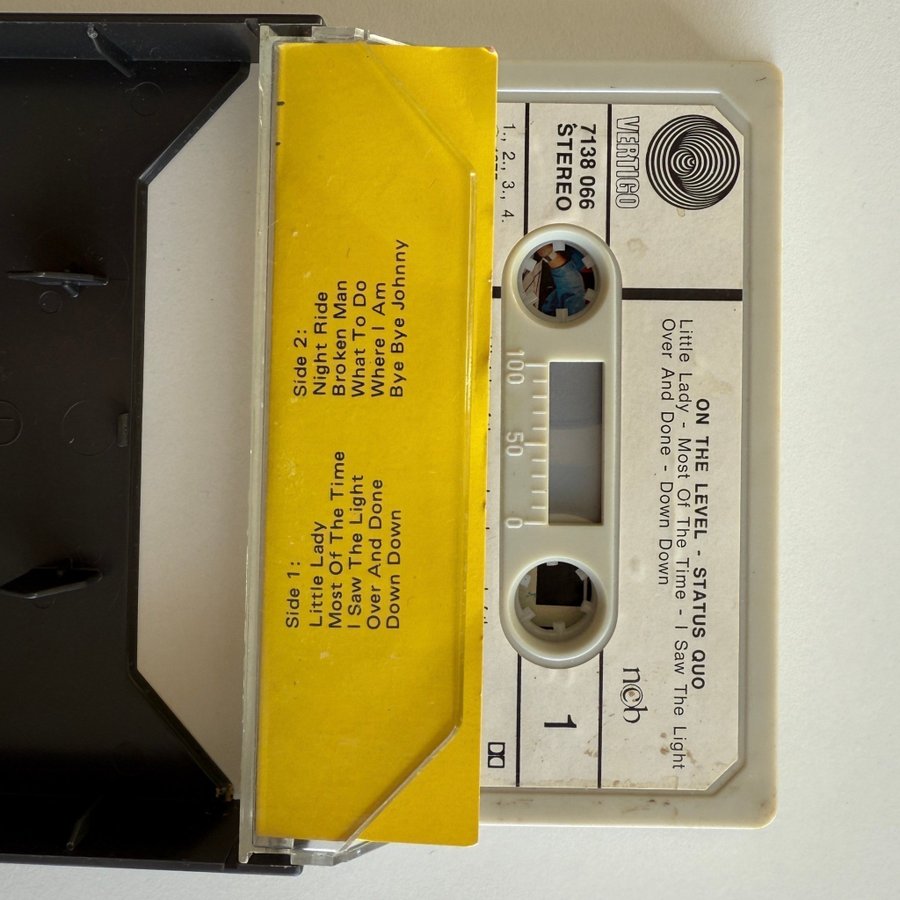 Side 1:
Little Lady
Most Of The Time
I Saw The Light
Over And Done
Down Down
Side 2:
Night Ride
Broken Man
What To Do
Where I Am
Bye Bye Johnny
VERTIGO
ON THE LEVEL - STATUS QUO
Little Lady - Most Of The Time - I Saw The Light
Over And Done - Down Down
ncb
7138 066
STEREO
1
1., 2., 3., 4.
100 50 0